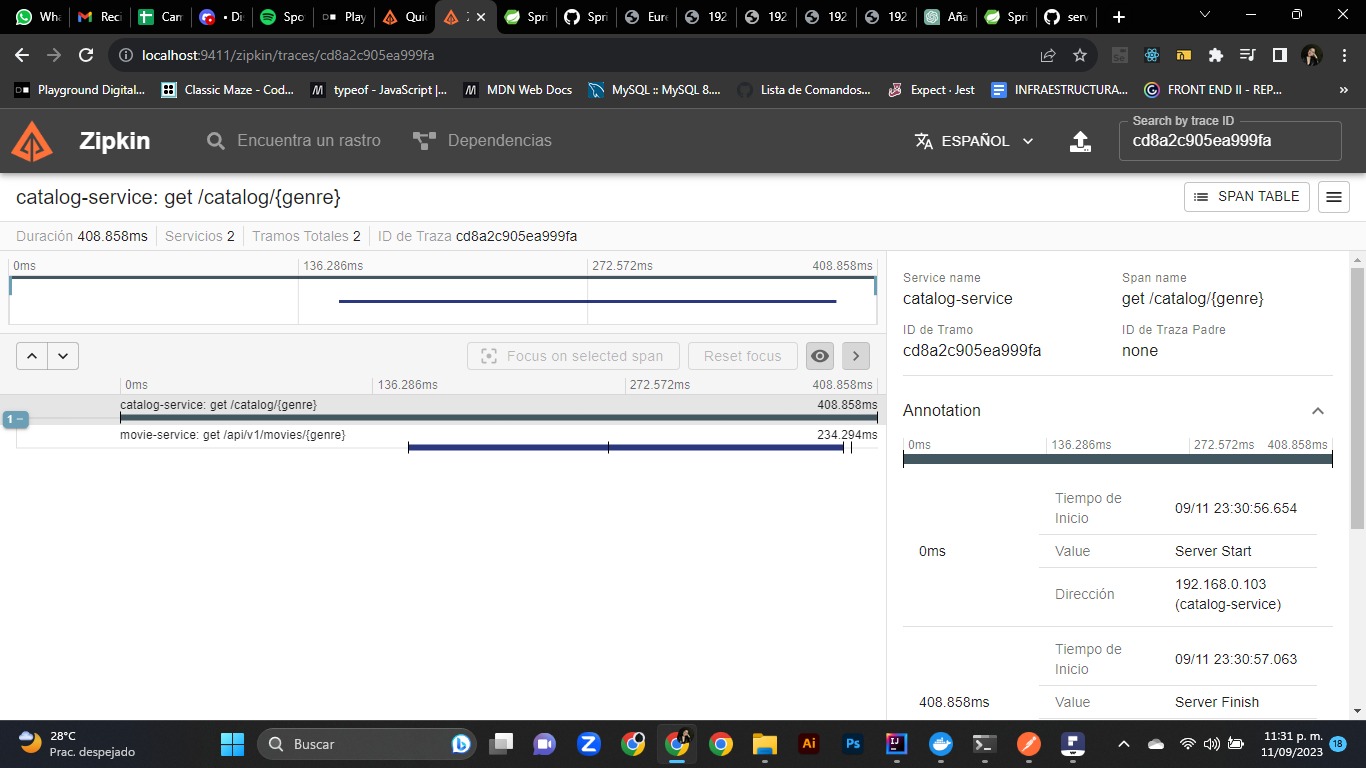 Wha
Reci
Can
Di
Spo
Play
Quic
Spri
Spri
Eure
192
192
192
192
Aña
Spri
serv
localhost:9411/zipkin/traces/cd8a2c905ea999fa
Playground Digital...
Classic Maze - Cod...
typeof - JavaScript |...
MDN Web Docs
MySQL :: MySQL 8....
Lista de Comandos...
Expect · Jest
INFRAESTRUCTURA...
FRONT END II - REP...
»
Zipkin
Encuentra un rastro
Dependencias
ESPAÑOL
Search by trace ID
cd8a2c905ea999fa
catalog-service: get /catalog/{genre}
SPAN TABLE
Duración 408.858ms
Servicios 2
Tramos Totales 2
ID de Traza cd8a2c905ea999fa
0ms 136.286ms 272.572ms 408.858ms
Focus on selected span
Reset focus
0ms 136.286ms 272.572ms 408.858ms
catalog-service: get /catalog/{genre} 408.858ms
1 −
movie-service: get /api/v1/movies/{genre} 234.294ms
Service name
catalog-service
Span name
get /catalog/{genre}
ID de Tramo
cd8a2c905ea999fa
ID de Traza Padre
none
Annotation
0ms 136.286ms 272.572ms 408.858ms
0ms
Tiempo de
Inicio
09/11 23:30:56.654
Value Server Start
Dirección
192.168.0.103
(catalog-service)
408.858ms
Tiempo de
Inicio
09/11 23:30:57.063
Value Server Finish
28°C
Prac. despejado
Buscar
Z
Ai
Ps
IJ
11:31 p. m.
11/09/2023
18